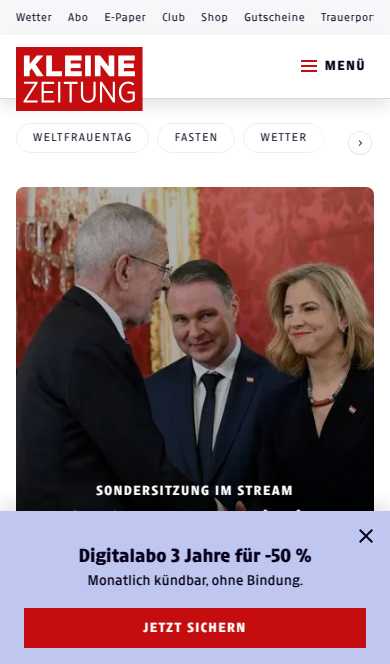 Wetter Abo E-Paper Club Shop Gutscheine
KLEINE
ZEITUNG
MENÜ
WELTFRAUENTAG FASTEN WETTER
SONDERSITZUNG IM STREAM
Digitalabo 3 Jahre für -50 %
Monatlich kündbar, ohne Bindung.
JETZT SICHERN